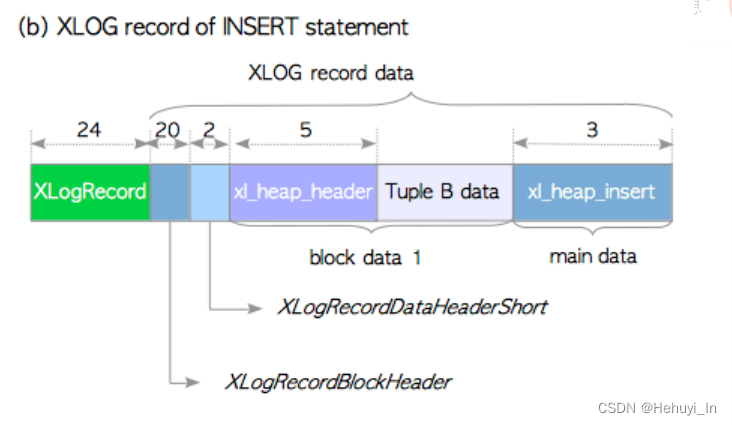 (b) XLOG record of INSERT statement
XLOG record data
24 20 2 5 3
XLogRecord xl_heap_header Tuple B data xl_heap_insert
block data 1 main data
XLogRecordDataHeaderShort
XLogRecordBlockHeader
CSDN @Hehuyi_In